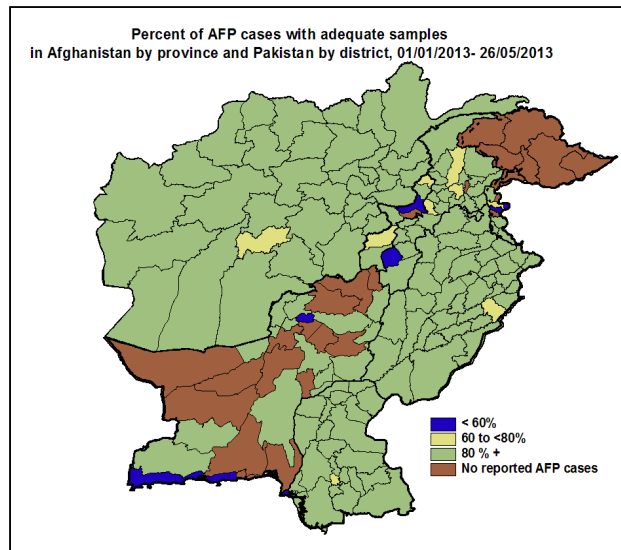 Percent of AFP cases with adequate samples
in Afghanistan by province and Pakistan by district, 01/01/2013- 26/05/2013
< 60%
60 to <80%
80 % +
No reported AFP cases